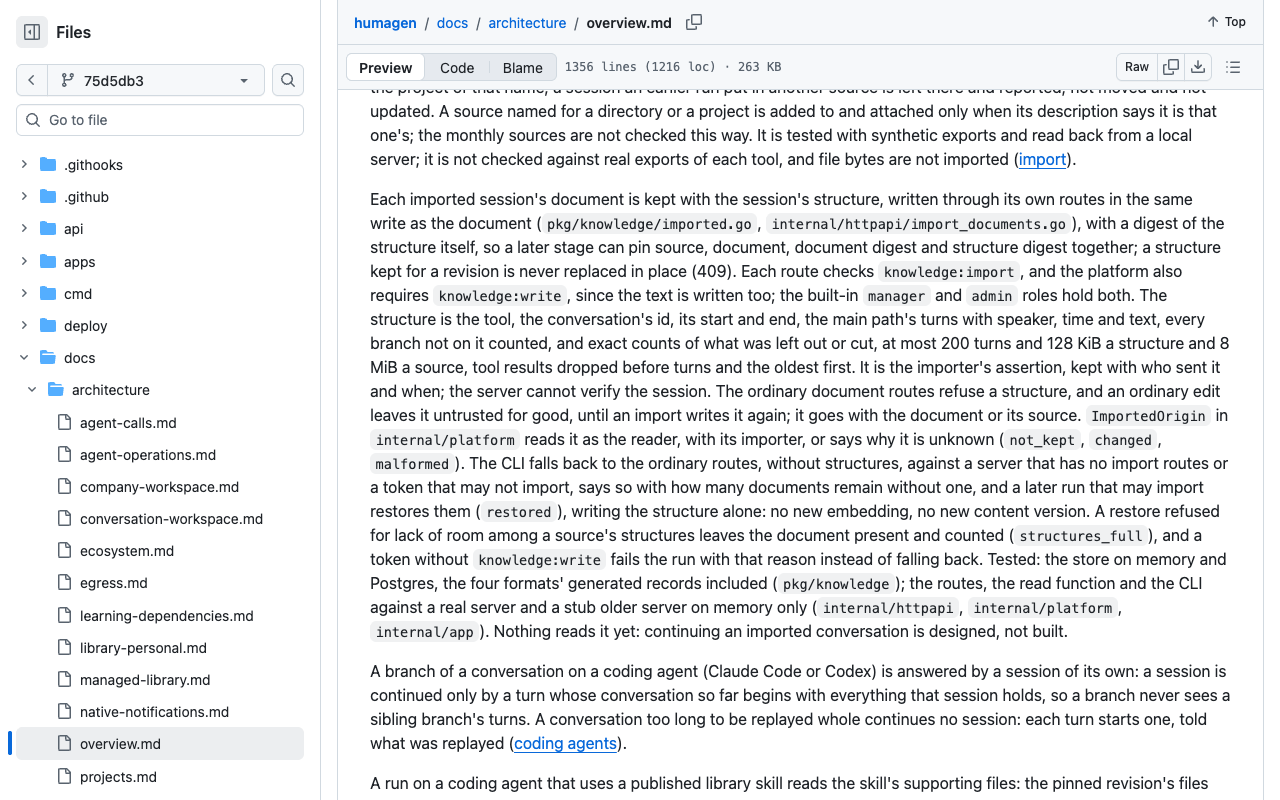 Files
75d5db3
Go to file
.githooks
.github
api
apps
cmd
deploy
docs
architecture
agent-calls.md
agent-operations.md
company-workspace.md
conversation-workspace.md
ecosystem.md
egress.md
learning-dependencies.md
library-personal.md
managed-library.md
native-notifications.md
overview.md
projects.md
humagen / docs / architecture / overview.md
Top
Preview Code Blame 1356 lines (1216 loc) · 263 KB Raw
the project of that name, a session an earlier run put in another source is left there and reported, not moved and not
updated. A source named for a directory or a project is added to and attached only when its description says it is that
one's; the monthly sources are not checked this way. It is tested with synthetic exports and read back from a local
server; it is not checked against real exports of each tool, and file bytes are not imported (import).
Each imported session's document is kept with the session's structure, written through its own routes in the same
write as the document ( pkg/knowledge/imported.go , internal/httpapi/import_documents.go ), with a digest of the
structure itself, so a later stage can pin source, document, document digest and structure digest together; a structure
kept for a revision is never replaced in place (409). Each route checks knowledge:import , and the platform also
requires knowledge:write , since the text is written too; the built-in manager and admin roles hold both. The
structure is the tool, the conversation's id, its start and end, the main path's turns with speaker, time and text, every
branch not on it counted, and exact counts of what was left out or cut, at most 200 turns and 128 KiB a structure and 8
MiB a source, tool results dropped before turns and the oldest first. It is the importer's assertion, kept with who sent it
and when; the server cannot verify the session. The ordinary document routes refuse a structure, and an ordinary edit
leaves it untrusted for good, until an import writes it again; it goes with the document or its source. ImportedOrigin in
internal/platform reads it as the reader, with its importer, or says why it is unknown ( not_kept , changed ,
malformed ). The CLI falls back to the ordinary routes, without structures, against a server that has no import routes or
a token that may not import, says so with how many documents remain without one, and a later run that may import
restores them ( restored ), writing the structure alone: no new embedding, no new content version. A restore refused
for lack of room among a source's structures leaves the document present and counted ( structures_full ), and a
token without knowledge:write fails the run with that reason instead of falling back. Tested: the store on memory and
Postgres, the four formats' generated records included ( pkg/knowledge ); the routes, the read function and the CLI
against a real server and a stub older server on memory only ( internal/httpapi , internal/platform ,
internal/app ). Nothing reads it yet: continuing an imported conversation is designed, not built.
A branch of a conversation on a coding agent (Claude Code or Codex) is answered by a session of its own: a session is
continued only by a turn whose conversation so far begins with everything that session holds, so a branch never sees a
sibling branch's turns. A conversation too long to be replayed whole continues no session: each turn starts one, told
what was replayed (coding agents).
A run on a coding agent that uses a published library skill reads the skill's supporting files: the pinned revision's files